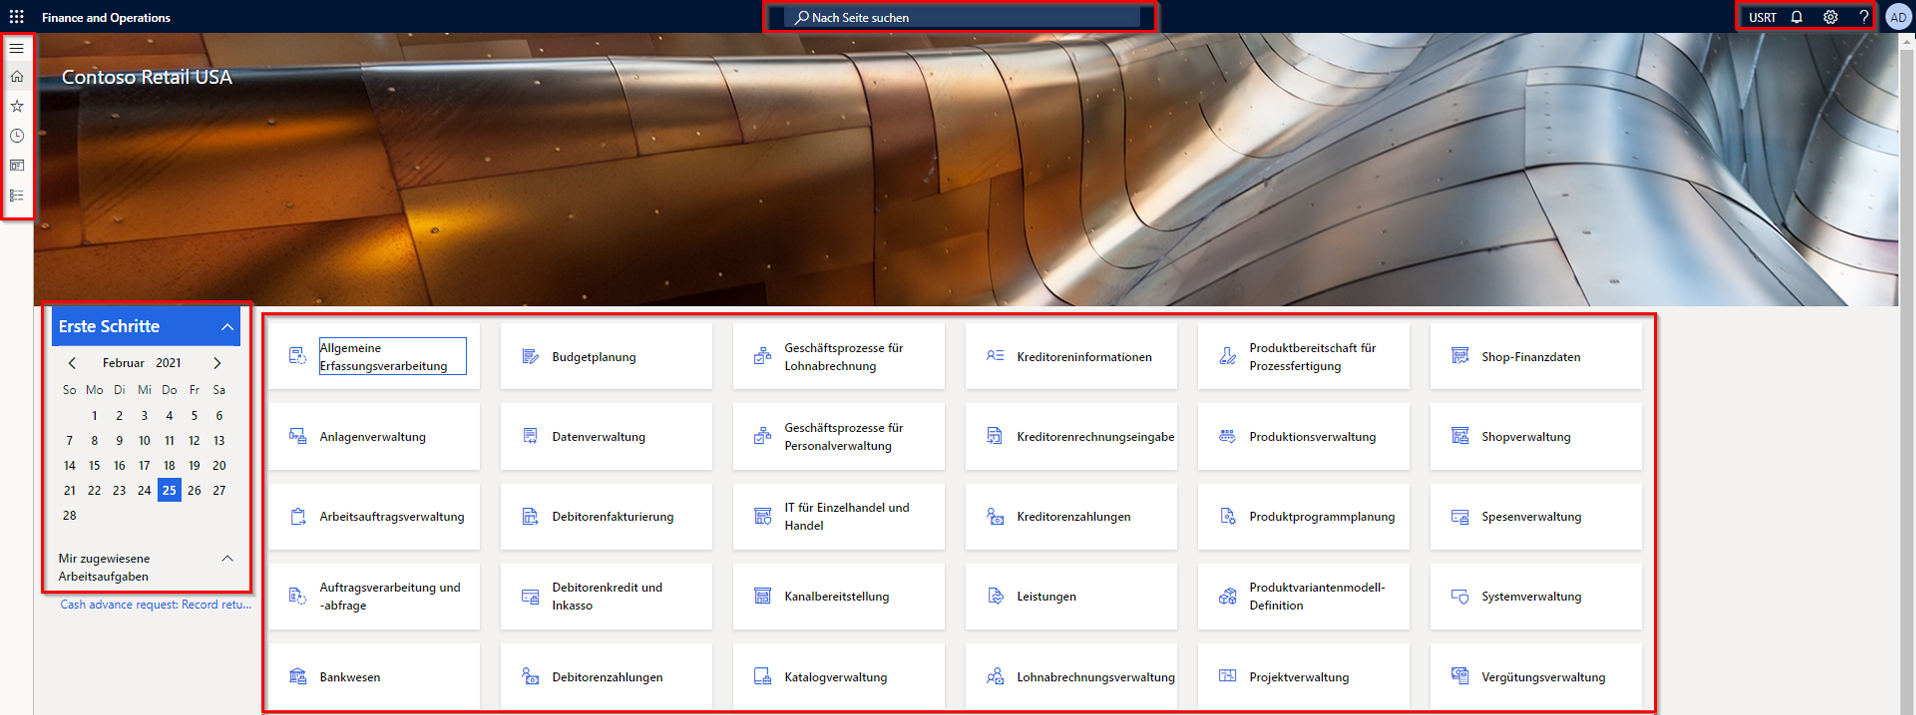 Finance and Operations
Nach Seite suchen
USRT
?
AD
Contoso Retail USA
Erste Schritte
Februar 2021
So Mo Di Mi Do Fr Sa
1 2 3 4 5 6
7 8 9 10 11 12 13
14 15 16 17 18 19 20
21 22 23 24 25 26 27
28
Mir zugewiesene
Arbeitsaufgaben
Cash advance request: Record retu...
Allgemeine
Erfassungsverarbeitung
Budgetplanung
Geschäftsprozesse für
Lohnabrechnung
Kreditoreninformationen
Produktbereitschaft für
Prozessfertigung
Shop-Finanzdaten
Anlagenverwaltung
Datenverwaltung
Geschäftsprozesse für
Personalverwaltung
Kreditorenrechnungseingabe
Produktionsverwaltung
Shopverwaltung
Arbeitsauftragsverwaltung
Debitorenfakturierung
IT für Einzelhandel und
Handel
Kreditorenzahlungen
Produktprogrammplanung
Spesenverwaltung
Auftragsverarbeitung und
-abfrage
Debitorenkredit und
Inkasso
Kanalbereitstellung
Leistungen
Produktvariantenmodell-
Definition
Systemverwaltung
Bankwesen
Debitorenzahlungen
Katalogverwaltung
Lohnabrechnungsverwaltung
Projektverwaltung
Vergütungsverwaltung